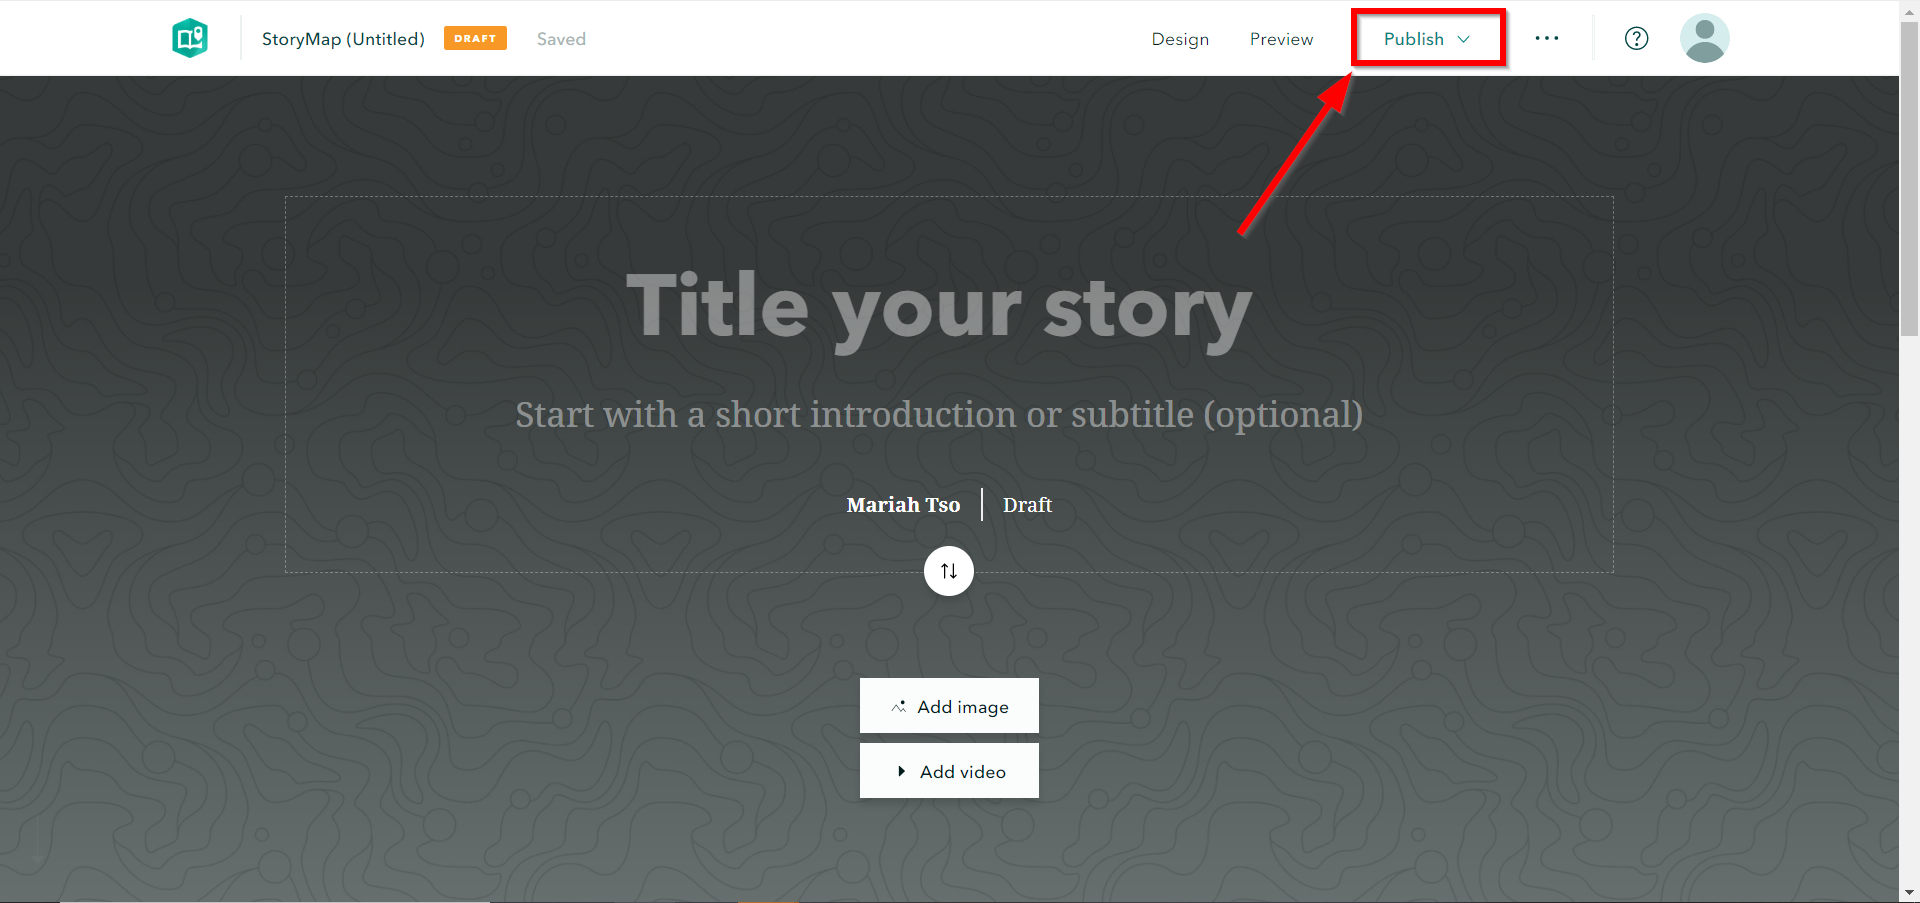 StoryMap (Untitled) DRAFT Saved Design Preview Publish
Title your story
Start with a short introduction or subtitle (optional)
Mariah Tso Draft
Add image
Add video